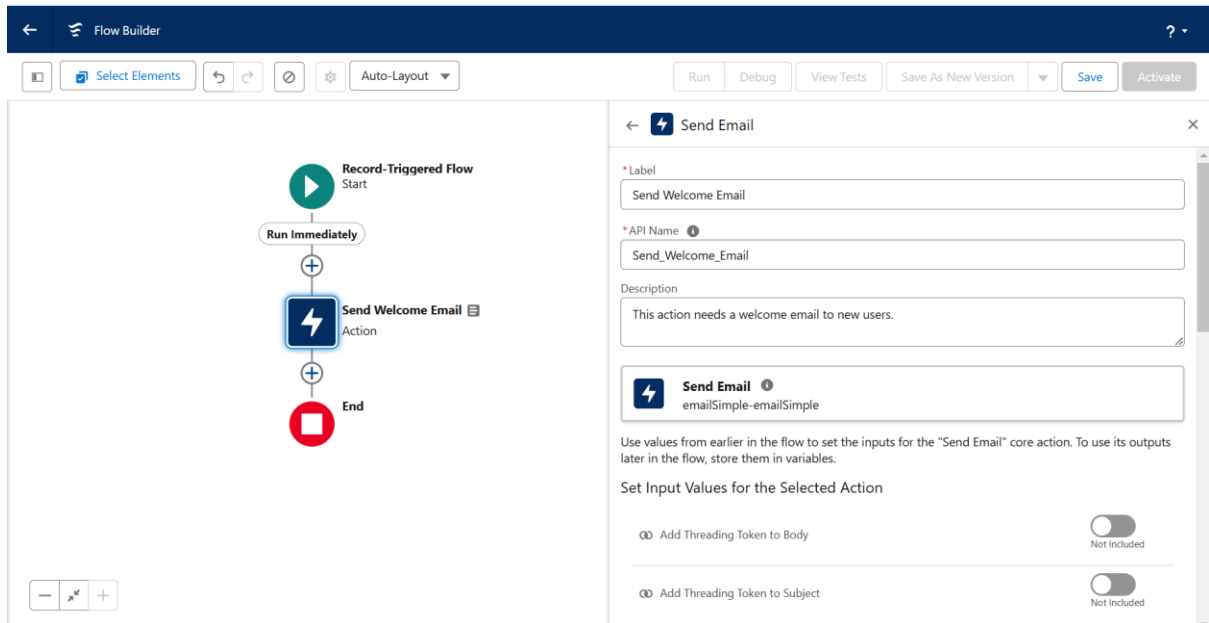 Flow Builder
?
Select Elements
Auto-Layout
Run
Debug
View Tests
Save As New Version
Save
Activate
Record-Triggered Flow
Start
Run Immediately
Send Welcome Email
Action
End
Send Email
*Label
Send Welcome Email
*API Name
Send_Welcome_Email
Description
This action needs a welcome email to new users.
Send Email
emailSimple-emailSimple
Use values from earlier in the flow to set the inputs for the "Send Email" core action. To use its outputs
later in the flow, store them in variables.
Set Input Values for the Selected Action
Add Threading Token to Body
Not Included
Add Threading Token to Subject
Not Included